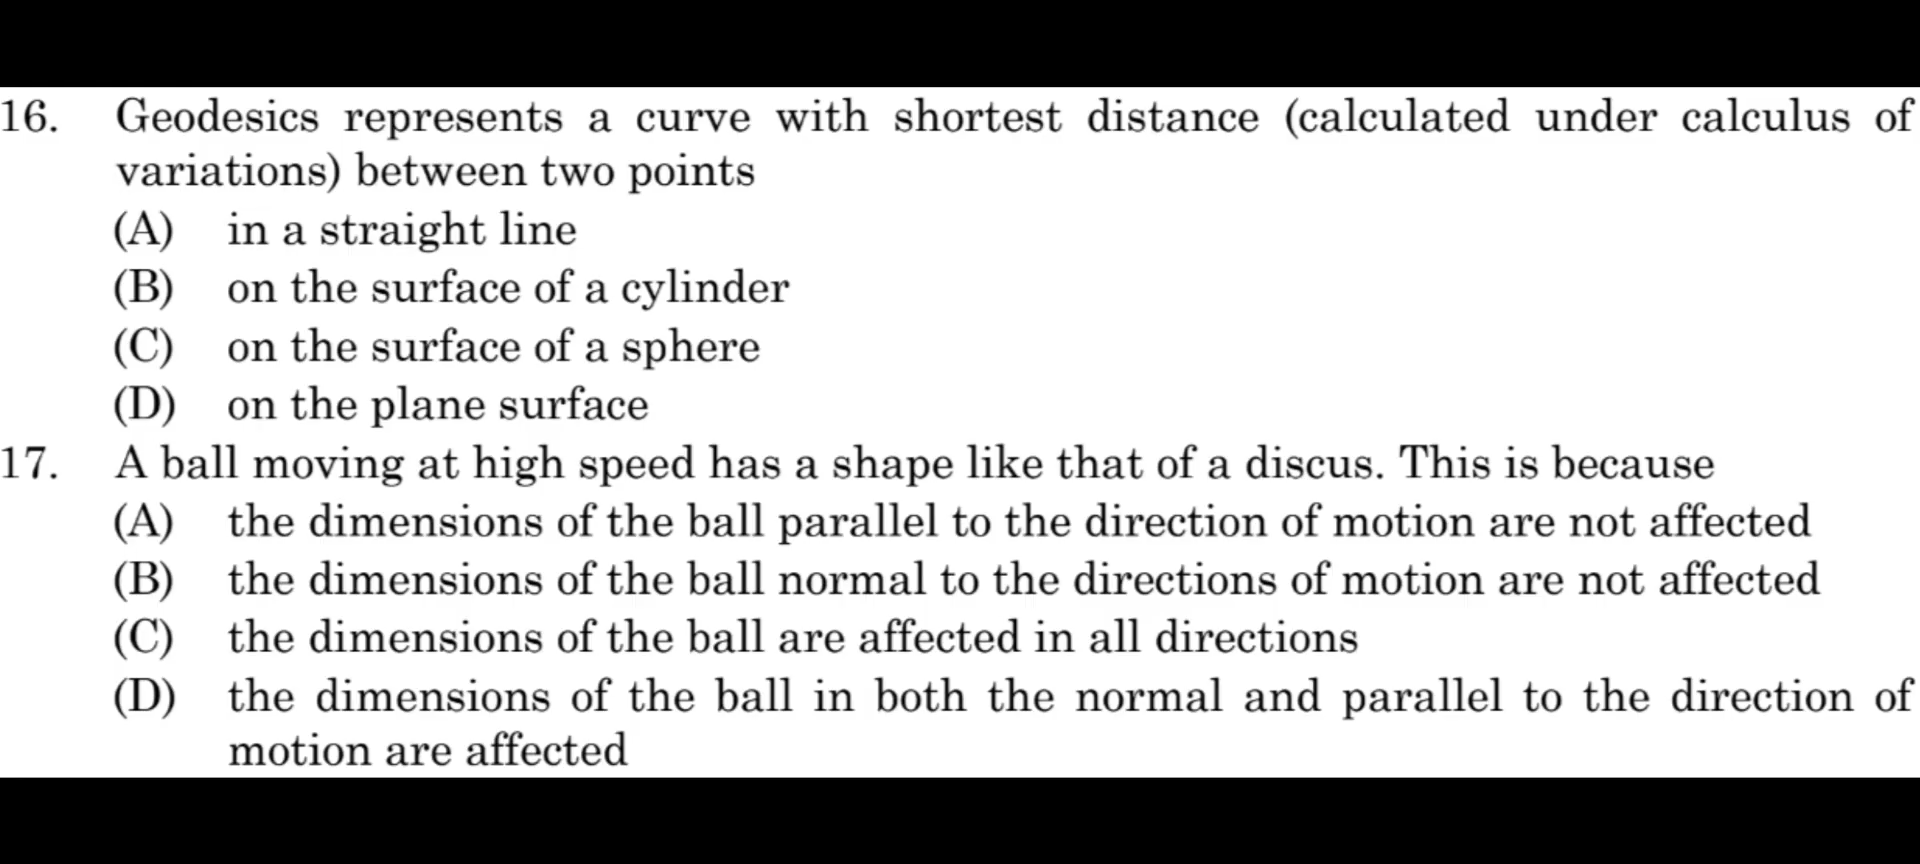 16. Geodesics represents a curve with shortest distance (calculated under calculus of
variations) between two points
(A) in a straight line
(B) on the surface of a cylinder
(C) on the surface of a sphere
(D) on the plane surface
17. A ball moving at high speed has a shape like that of a discus. This is because
(A) the dimensions of the ball parallel to the direction of motion are not affected
(B) the dimensions of the ball normal to the directions of motion are not affected
(C) the dimensions of the ball are affected in all directions
(D) the dimensions of the ball in both the normal and parallel to the direction of
motion are affected